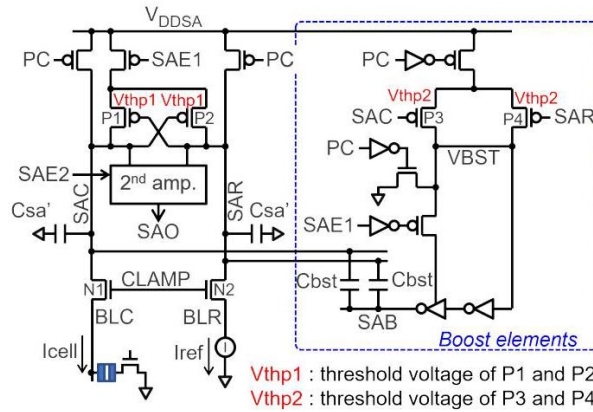 VDDSA
PC
SAE1
PC
PC
Vthp1
Vthp1
Vthp2
Vthp2
P1
P2
SAC
P3
P4
SAR
PC
VBST
SAE2
2nd amp.
SAC
SAR
Csa'
Csa'
SAO
SAE1
N1
CLAMP
N2
Cbst
Cbst
BLC
BLR
SAB
Boost elements
Icell
Iref
I
Vthp1 : threshold voltage of P1 and P2
Vthp2 : threshold voltage of P3 and P4